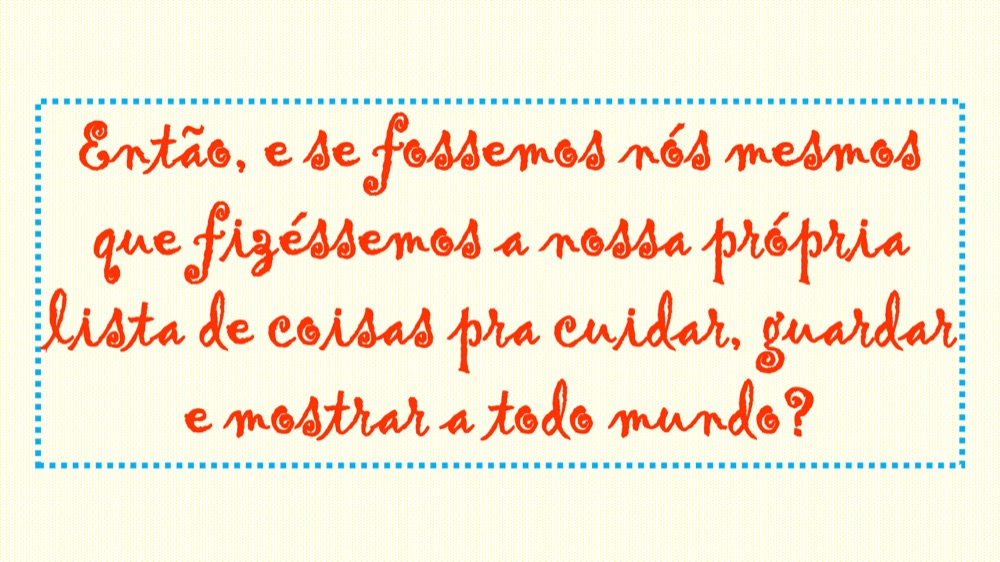 Então, e se fossemos nós mesmos
que fizéssemos a nossa própria
lista de coisas pra cuidar, guardar
e mostrar a todo mundo?